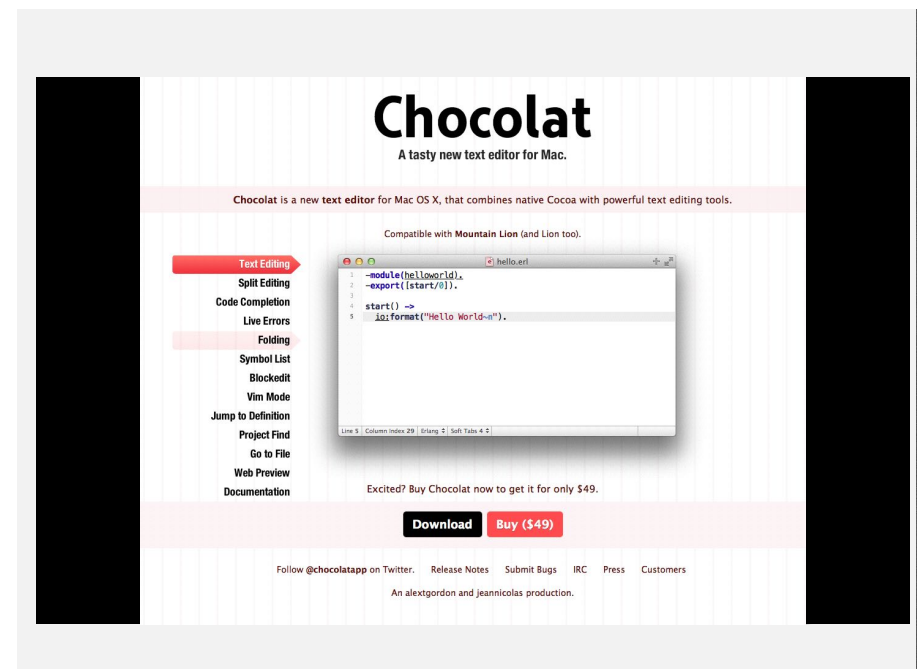 Chocolat
A tasty new text editor for Mac.
Chocolat is a new text editor for Mac OS X, that combines native Cocoa with powerful text editing tools.
Compatible with Mountain Lion (and Lion too).
Text Editing
Split Editing
Code Completion
Live Errors
Folding
Symbol List
Blockedit
Vim Mode
Jump to Definition
Project Find
Go to File
Web Preview
Documentation
hello.erl
1 -module(helloworld).
2 -export([start/0]).
3
4 start() ->
5 io:format("Hello World~n").
Line 5 Column Index 29 Erlang Soft Tabs 4
Excited? Buy Chocolat now to get it for only $49.
Download Buy ($49)
Follow @chocolatapp on Twitter. Release Notes Submit Bugs IRC Press Customers
An alextgordon and jeannicolas production.